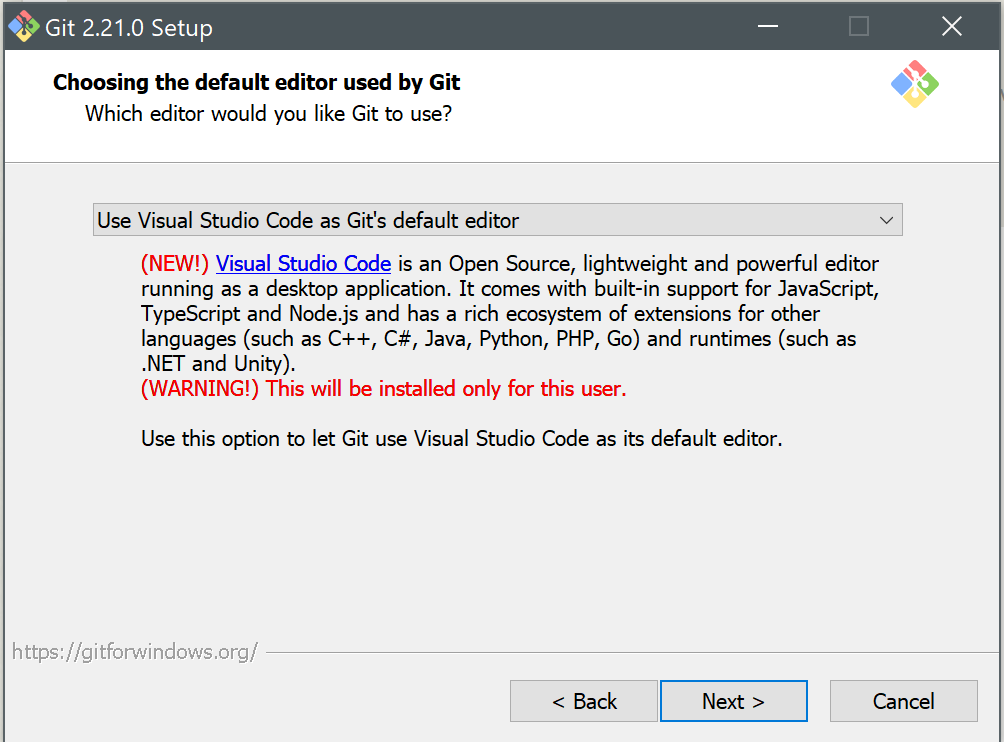 Git 2.21.0 Setup
Choosing the default editor used by Git
Which editor would you like Git to use?
Use Visual Studio Code as Git's default editor
(NEW!) Visual Studio Code is an Open Source, lightweight and powerful editor
running as a desktop application. It comes with built-in support for JavaScript,
TypeScript and Node.js and has a rich ecosystem of extensions for other
languages (such as C++, C#, Java, Python, PHP, Go) and runtimes (such as
.NET and Unity).
(WARNING!) This will be installed only for this user.
Use this option to let Git use Visual Studio Code as its default editor.
https://gitforwindows.org/
< Back
Next >
Cancel